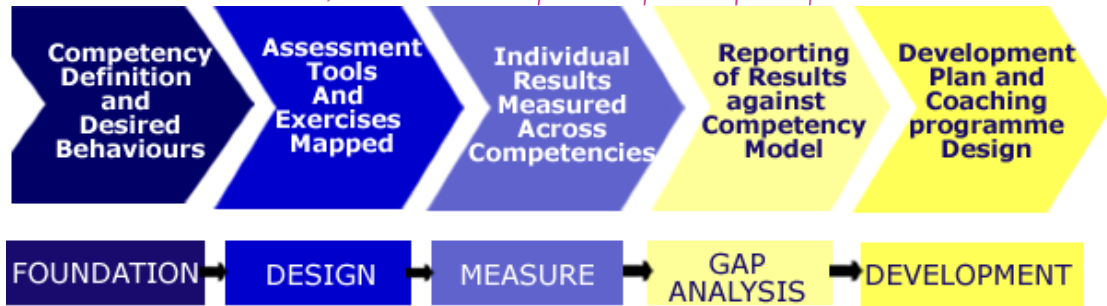 Competency
Definition
and
Desired
Behaviours
Assessment
Tools
And
Exercises
Mapped
Individual
Results
Measured
Across
Competencies
Reporting
of Results
against
Competency
Model
Development
Plan and
Coaching
programme
Design
FOUNDATION
DESIGN
MEASURE
GAP
ANALYSIS
DEVELOPMENT